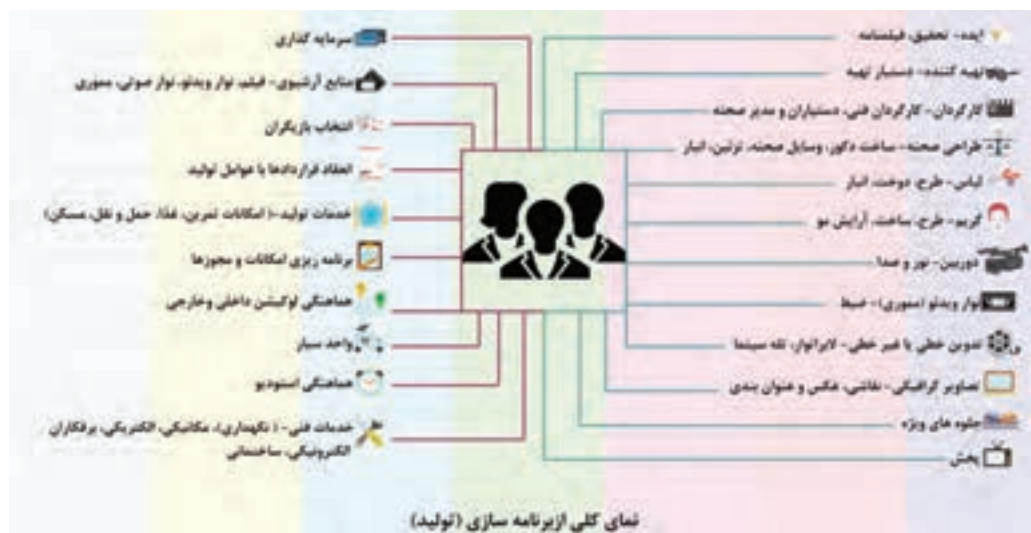 ایده- تحقیق، فیلمنامه
تهیه کننده- دستیار تهیه
کارگردان- کارگردان فنی، دستیاران و مدیر صحنه
طراحی صحنه- ساخت دکور، وسایل صحنه، تزئین، انبار
لباس- طرح، دوخت، انبار
گریم- طرح، ساخت، آرایش مو
دوربین- نور و صدا
نوار ویدئو (مموری)- ضبط
تدوین خطی یا غیر خطی- لابراتوار، تله سینما
تصاویر گرافیکی- نقاشی، عکس و عنوان بندی
جلوه های ویژه
پخش
سرمایه گذاری
منابع آرشیوی- فیلم، نوار ویدئو، نوار صوتی، مموری
انتخاب بازیگران
انعقاد قراردادها با عوامل تولید
خدمات تولید-( امکانات تمرین، غذا، حمل و نقل، مسکن)
برنامه ریزی امکانات و مجوزها
هماهنگی لوکیشن داخلی وخارجی
واحد سیار
هماهنگی استودیو
خدمات فنی- ( نگهداری)، مکانیکی، الکتریکی، برقکاران
الکترونیکی، ساختمانی
نمای کلی ازبرنامه سازی (تولید)